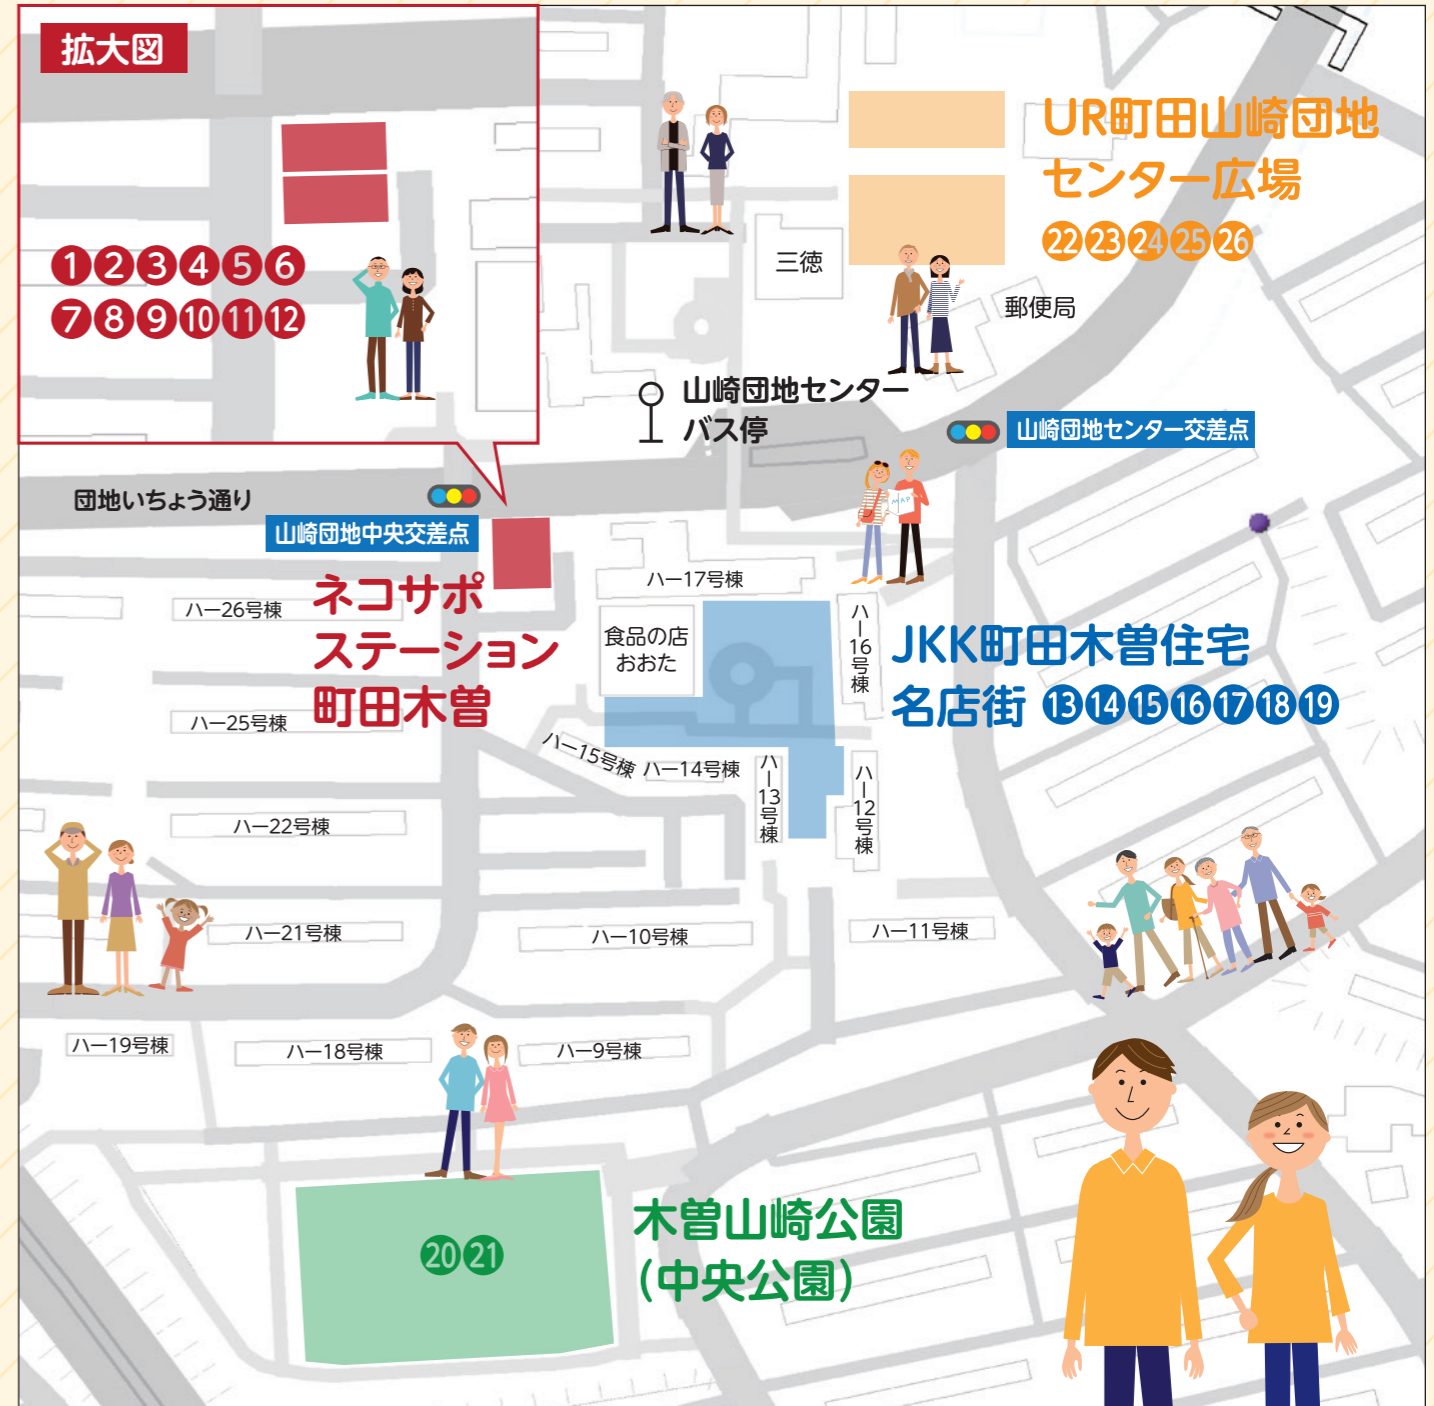 拡大図
①②③④⑤⑥
⑦⑧⑨⑩⑪⑫
UR町田山崎団地
センター広場
㉒㉓㉔㉕㉖
三徳
郵便局
山崎団地センター
バス停
山崎団地センター交差点
団地いちょう通り
山崎団地中央交差点
MAP
ネコサポ
ステーション
町田木曽
ハー17号棟
ハー26号棟
食品の店
おおた
ハー16号棟
JKK町田木曽住宅
名店街 ⑬⑭⑮⑯⑰⑱⑲
ハー25号棟
ハー15号棟
ハー14号棟
ハー13号棟
ハー12号棟
ハー22号棟
ハー21号棟
ハー10号棟
ハー11号棟
ハー19号棟
ハー18号棟
ハー9号棟
木曽山崎公園
(中央公園)
⑳㉑